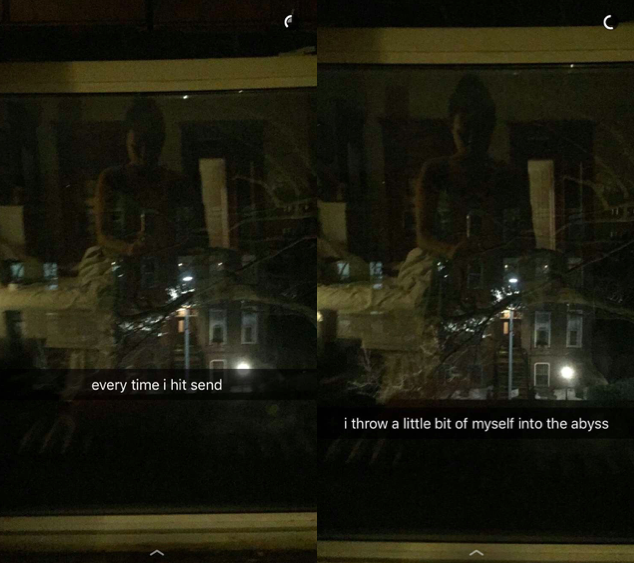 every time i hit send
i throw a little bit of myself into the abyss